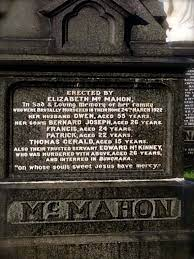 ERECTED BY
ELIZABETH Mc MAHON,
In Sad & Loving Memory of her Family
WHO WERE BRUTALLY MURDERED IN THEIR HOME 24TH MARCH 1922
HER HUSBAND OWEN, AGED 55 YEARS.
HER SONS BERNARD JOSEPH, AGED 26 YEARS
FRANCIS, AGED 24 YEARS.
PATRICK, AGED 22 YEARS.
THOMAS GERALD, AGED 15 YEARS.
ALSO THEIR TRUSTED SERVANT EDWARD McKINNEY,
WHO WAS MURDERED WITH ABOVE, AGED 26 YEARS,
AND INTERRED IN BUNCRANA.
"on whose souls sweet Jesus have mercy."
McMAHON